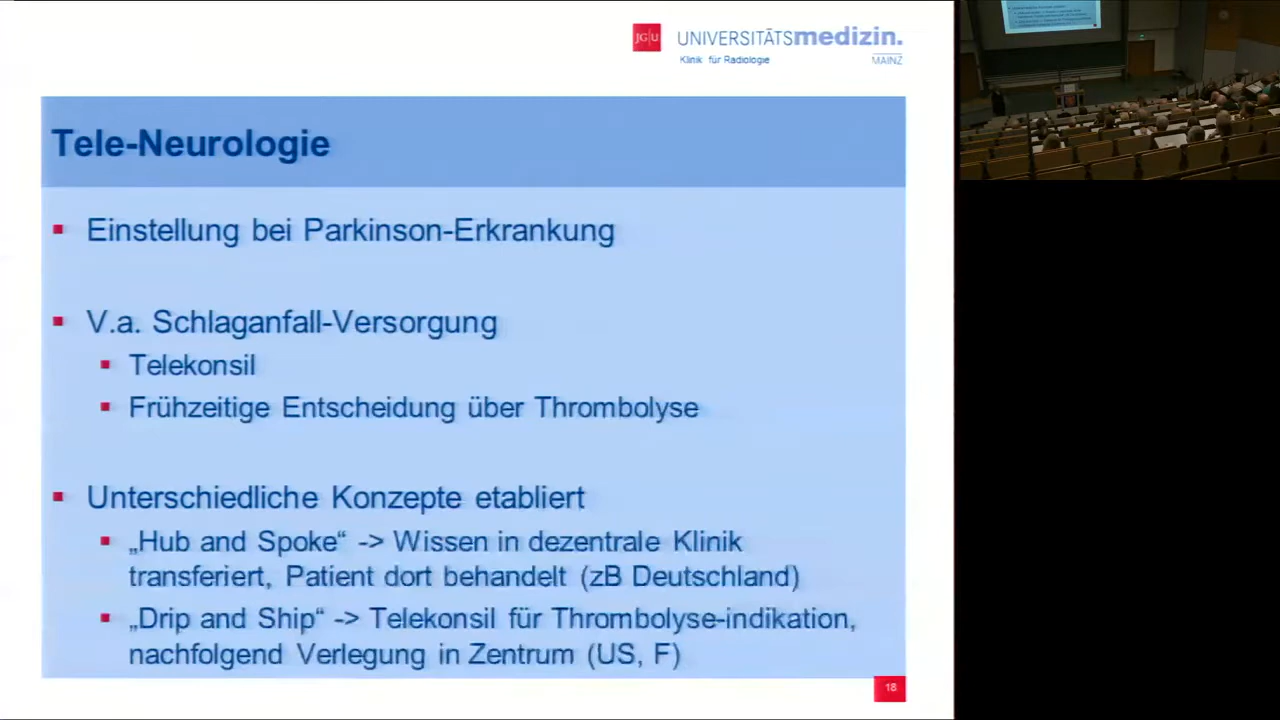 JG|U
UNIVERSITÄTSmedizin.
Klinik für Radiologie
MAINZ
Tele-Neurologie
Einstellung bei Parkinson-Erkrankung
V.a. Schlaganfall-Versorgung
Telekonsil
Frühzeitige Entscheidung über Thrombolyse
Unterschiedliche Konzepte etabliert
„Hub and Spoke“ -> Wissen in dezentrale Klinik
transferiert, Patient dort behandelt (zB Deutschland)
„Drip and Ship“ -> Telekonsil für Thrombolyse-indikation,
nachfolgend Verlegung in Zentrum (US, F)
18